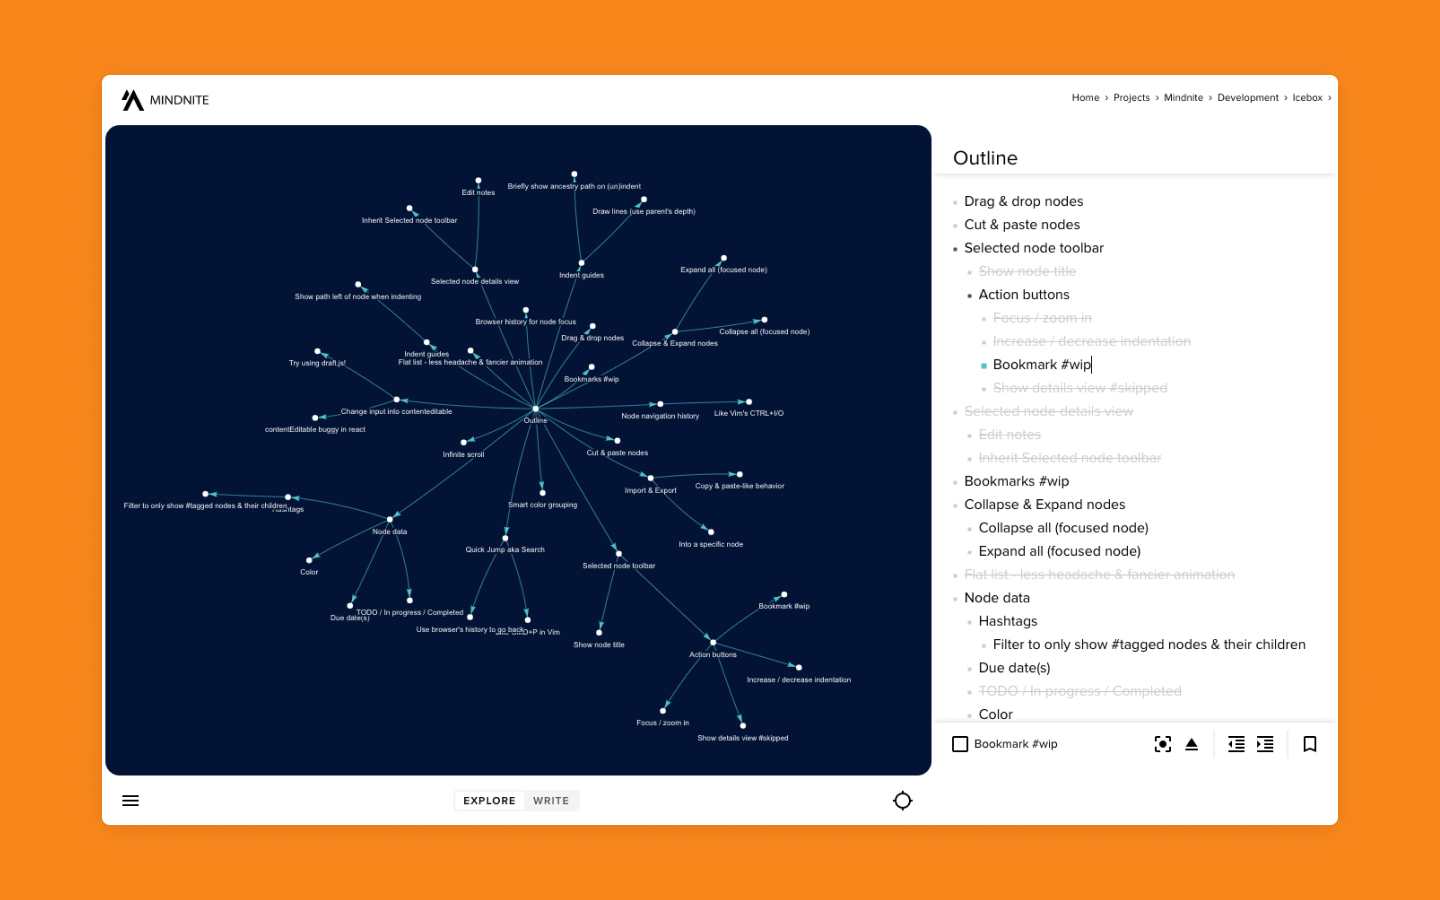 MINDNITE
Home › Projects › Mindnite › Development › Icebox ›
Edit notes
Briefly show ancestry path on (un)indent
Inherit Selected node toolbar
Draw lines (use parent's depth)
Selected node details view
Indent guides
Expand all (focused node)
Show path left of node when indenting
Browser history for node focus
Drag & drop nodes
Collapse all (focused node)
Collapse & Expand nodes
Indent guides
Flat list - less headache & fancier animation
Try using draft.js!
Bookmarks #wip
Change input into contenteditable
Node navigation history
Like Vim's CTRL+I/O
Outline
contentEditable buggy in react
Infinite scroll
Cut & paste nodes
Import & Export
Copy & paste-like behavior
Filter to only show #tagged nodes & their children
Smart color grouping
Node data
Into a specific node
Quick Jump aka Search
Selected node toolbar
Color
Bookmark #wip
Due date(s)
TODO / In progress / Completed
Use browser's history to go back
+P in Vim
Show node title
Action buttons
Increase / decrease indentation
Focus / zoom in
Show details view #skipped
EXPLORE WRITE
Outline
Drag & drop nodes
Cut & paste nodes
Selected node toolbar
Show node title
Action buttons
Focus / zoom in
Increase / decrease indentation
Bookmark #wip
Show details view #skipped
Selected node details view
Edit notes
Inherit Selected node toolbar
Bookmarks #wip
Collapse & Expand nodes
Collapse all (focused node)
Expand all (focused node)
Flat list - less headache & fancier animation
Node data
Hashtags
Filter to only show #tagged nodes & their children
Due date(s)
TODO / In progress / Completed
Color
Bookmark #wip